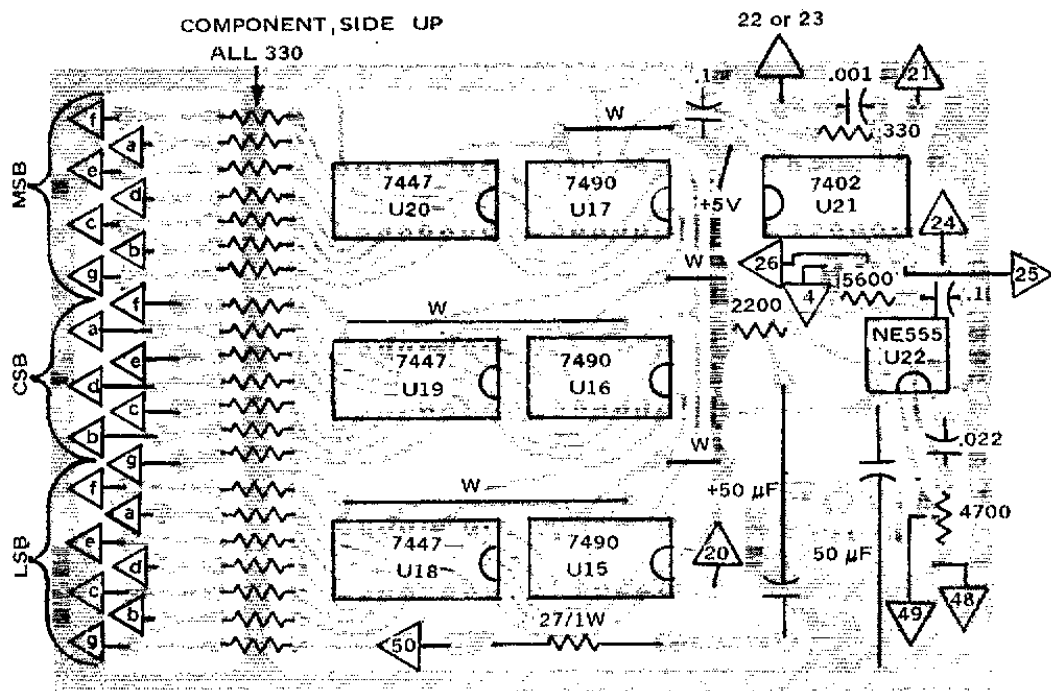 COMPONENT SIDE UP
ALL 330
22 or 23
.1
.001
21
330
W
MSB
f
a
e
d
c
b
g
7447
U20
7490
U17
+5V
7402
U21
24
W
26
4
5600
25
2200
.1
CSB
f
a
e
d
c
b
g
W
7447
U19
7490
U16
NE555
U22
W
.022
LSB
f
a
e
d
c
b
g
W
+50 µF
50 µF
4700
7447
U18
7490
U15
20
49
48
50
27/1W